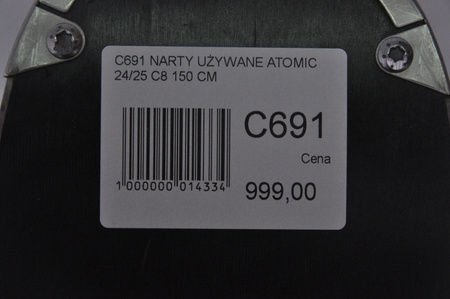 C691 NARTY UŻYWANE ATOMIC
24/25 C8 150 CM
C691
Cena
999,00
1 000000 014334